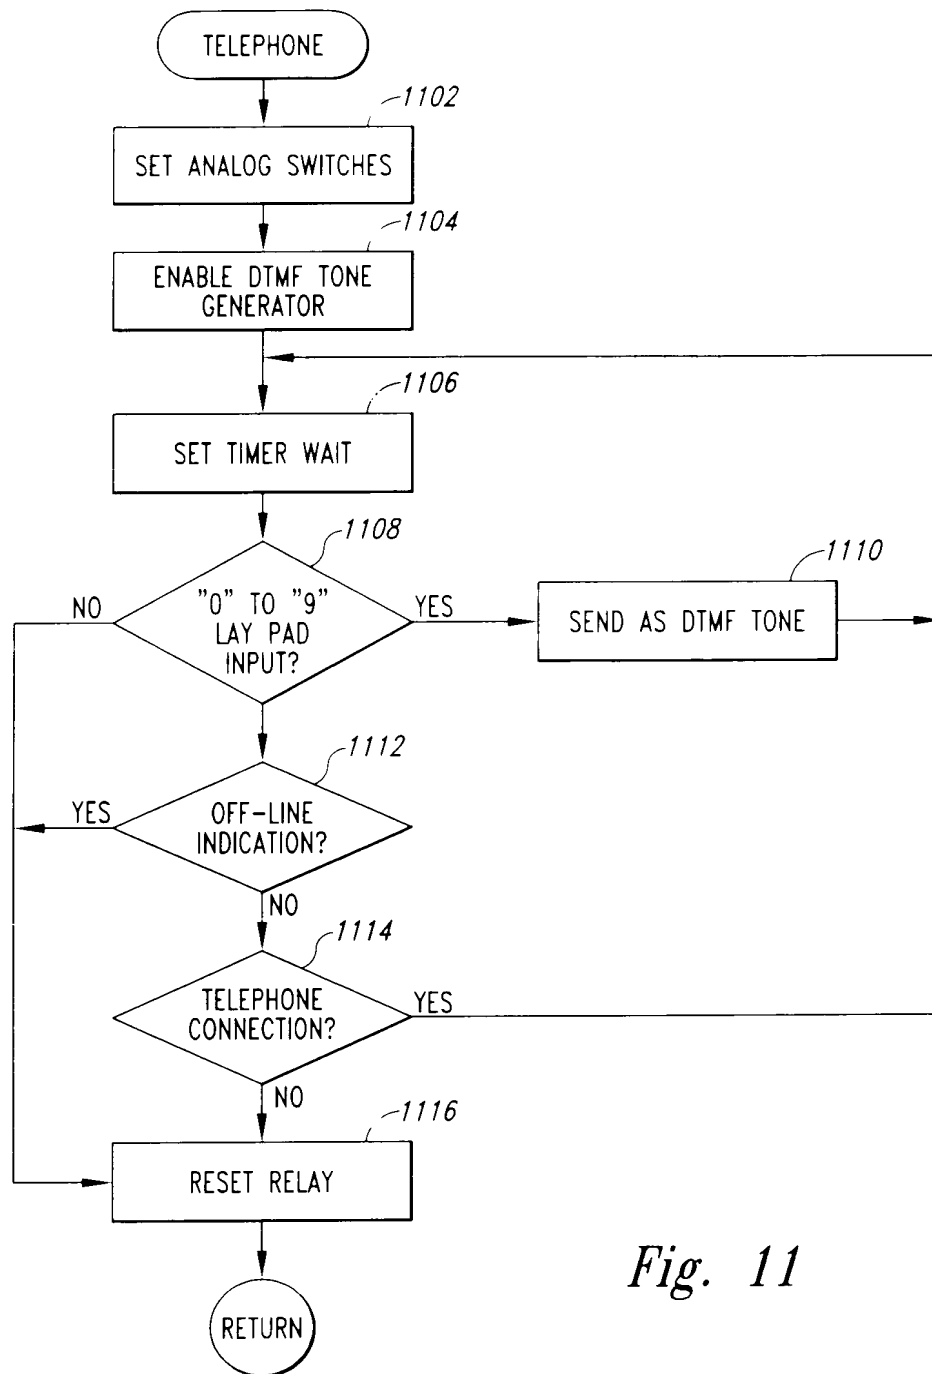 TELEPHONE
1102
SET ANALOG SWITCHES
1104
ENABLE DTMF TONE
GENERATOR
1106
SET TIMER WAIT
1108
"0" TO "9"
LAY PAD
INPUT?
NO
YES
1110
SEND AS DTMF TONE
1112
OFF-LINE
INDICATION?
YES
NO
1114
TELEPHONE
CONNECTION?
YES
NO
1116
RESET RELAY
RETURN
Fig. 11